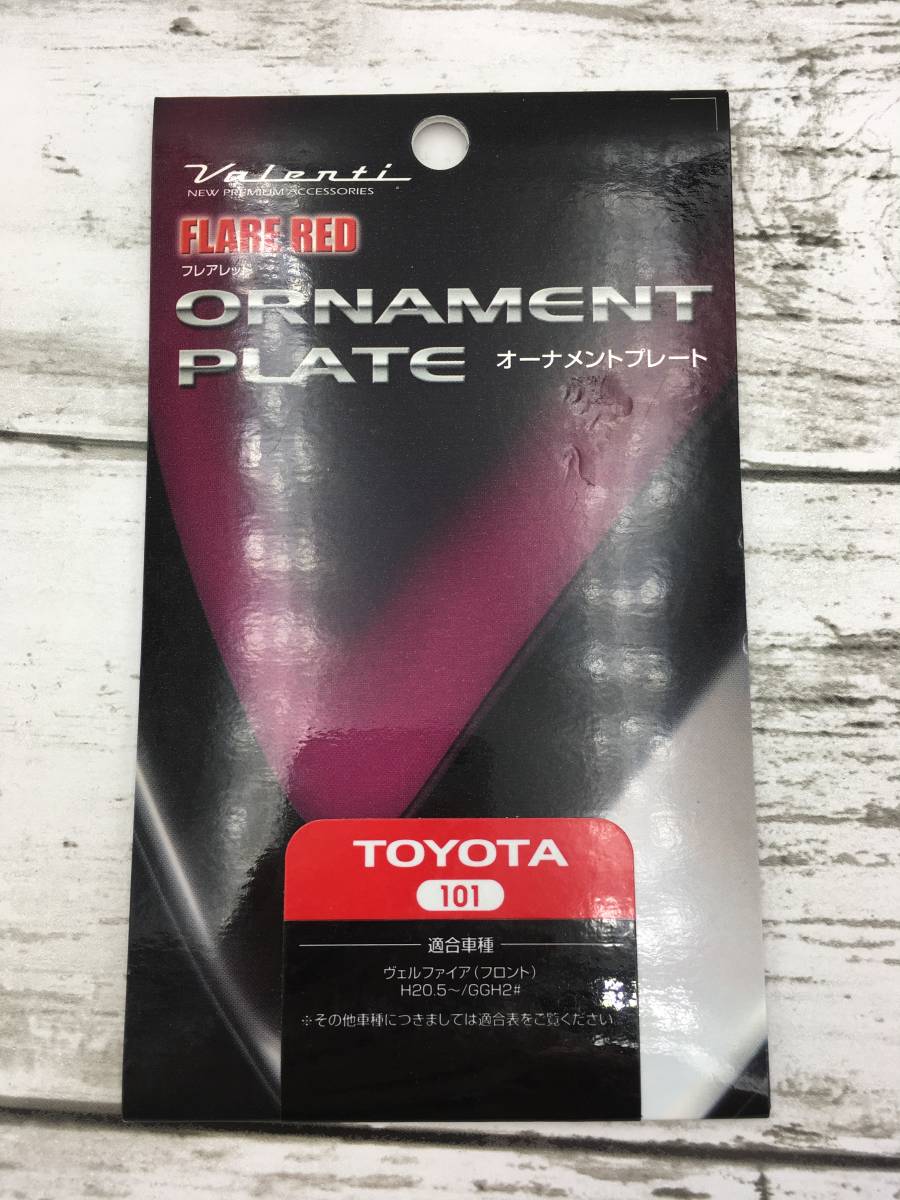 Valenti
NEW PREMIUM ACCESSORIES
FLARE RED
フレアレッド
ORNAMENT
PLATE オーナメントプレート
TOYOTA
101
適合車種
ヴェルファイア(フロント)
H20.5〜/GGH2#
※その他車種につきましては適合表をご覧ください